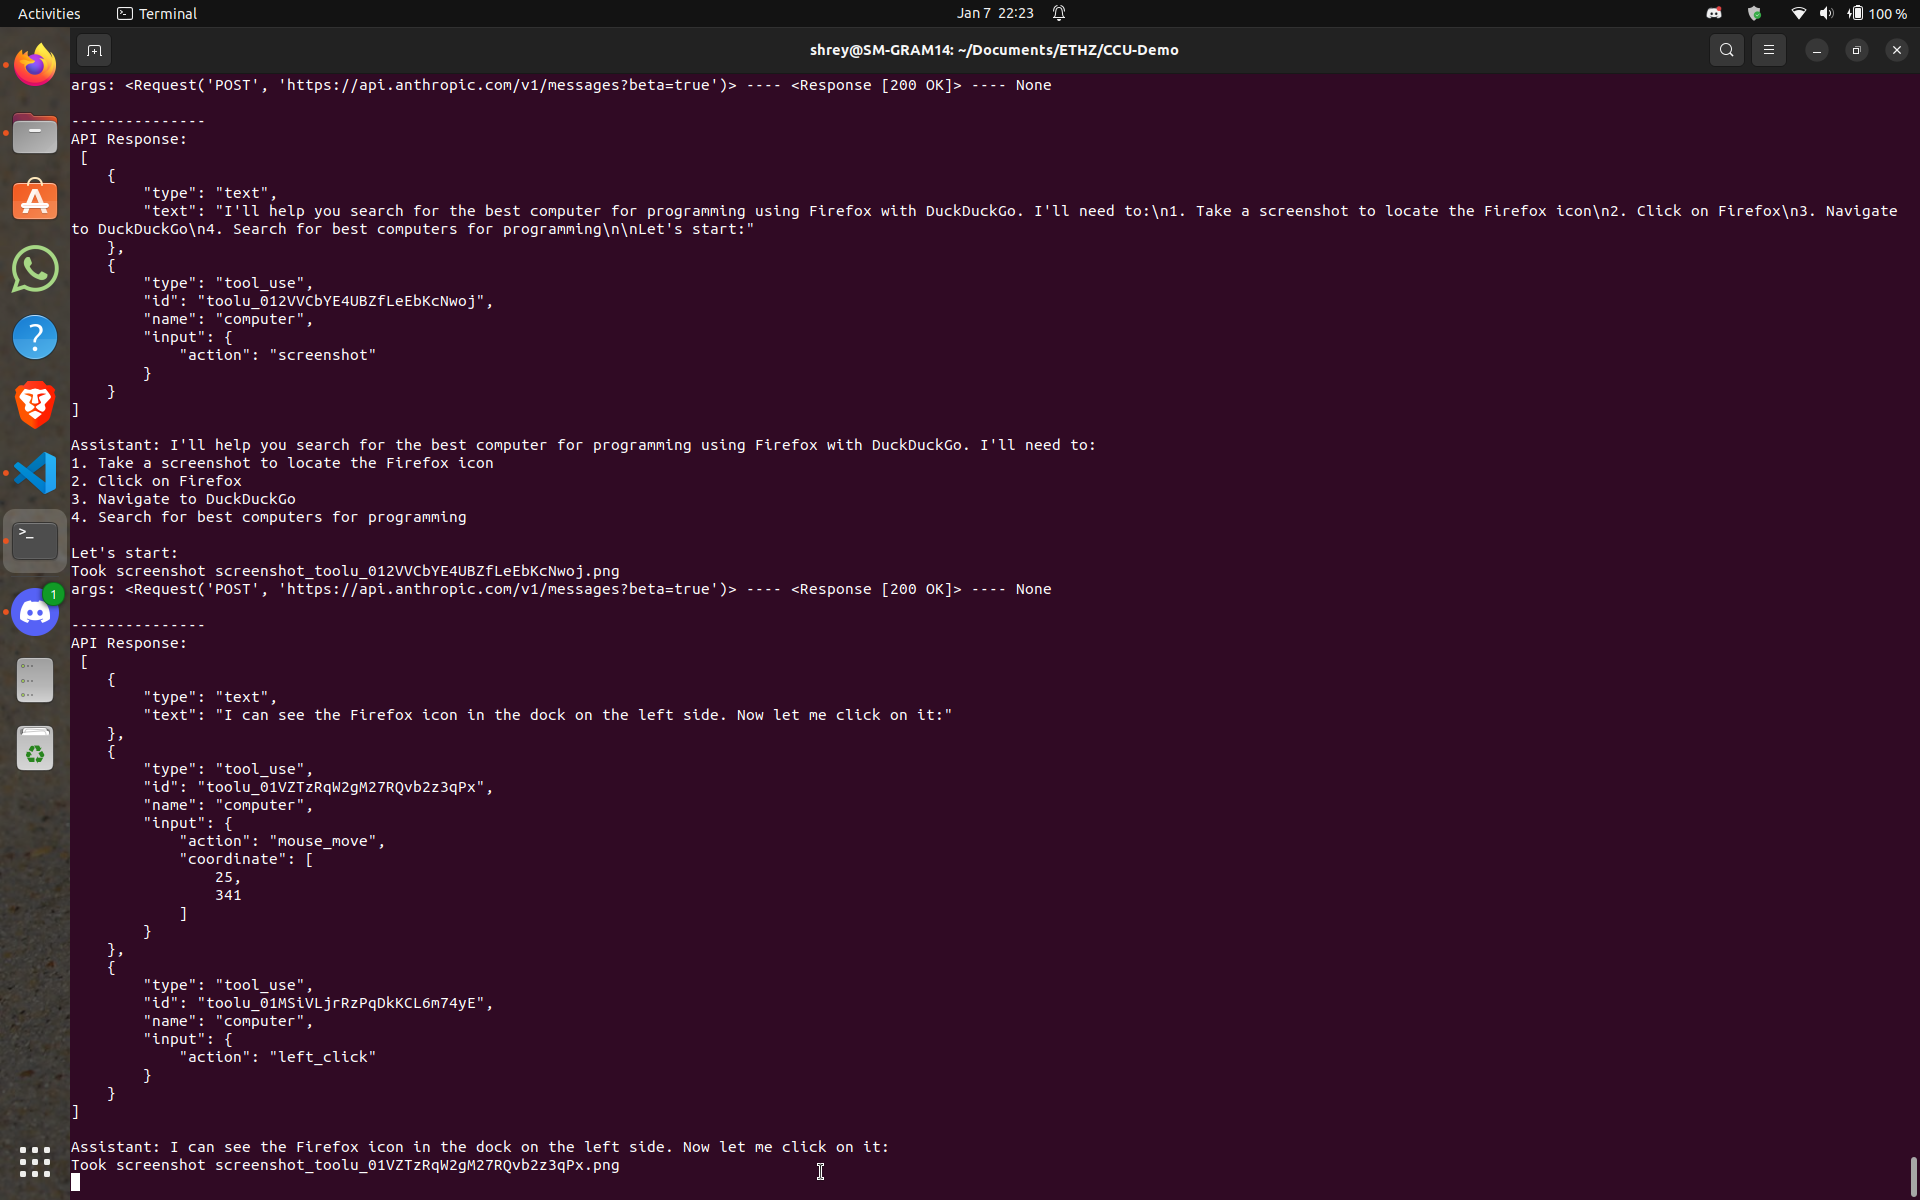 Activities Terminal Jan 7 22:23 100 %
shrey@SM-GRAM14: ~/Documents/ETHZ/CCU-Demo
args: <Request('POST', 'https://api.anthropic.com/v1/messages?beta=true')> ---- <Response [200 OK]> ---- None
---------------
API Response:
[
{
"type": "text",
"text": "I'll help you search for the best computer for programming using Firefox with DuckDuckGo. I'll need to:\n1. Take a screenshot to locate the Firefox icon\n2. Click on Firefox\n3. Navigate
to DuckDuckGo\n4. Search for best computers for programming\n\nLet's start:"
},
{
"type": "tool_use",
"id": "toolu_012VVCbYE4UBZfLeEbKcNwoj",
"name": "computer",
"input": {
"action": "screenshot"
}
}
]
Assistant: I'll help you search for the best computer for programming using Firefox with DuckDuckGo. I'll need to:
1. Take a screenshot to locate the Firefox icon
2. Click on Firefox
3. Navigate to DuckDuckGo
4. Search for best computers for programming
Let's start:
Took screenshot screenshot_toolu_012VVCbYE4UBZfLeEbKcNwoj.png
args: <Request('POST', 'https://api.anthropic.com/v1/messages?beta=true')> ---- <Response [200 OK]> ---- None
---------------
API Response:
[
{
"type": "text",
"text": "I can see the Firefox icon in the dock on the left side. Now let me click on it:"
},
{
"type": "tool_use",
"id": "toolu_01VZTzRqW2gM27RQvb2z3qPx",
"name": "computer",
"input": {
"action": "mouse_move",
"coordinate": [
25,
341
]
}
},
{
"type": "tool_use",
"id": "toolu_01MSiVLjrRzPqDkKCL6m74yE",
"name": "computer",
"input": {
"action": "left_click"
}
}
]
Assistant: I can see the Firefox icon in the dock on the left side. Now let me click on it:
Took screenshot screenshot_toolu_01VZTzRqW2gM27RQvb2z3qPx.png
1